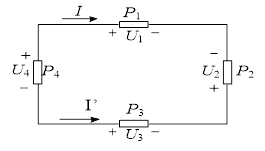 I P₁
+ U₁ −
+ −
U₄ P₄ U₂ P₂
− +
I' P₃
+ U₃ −